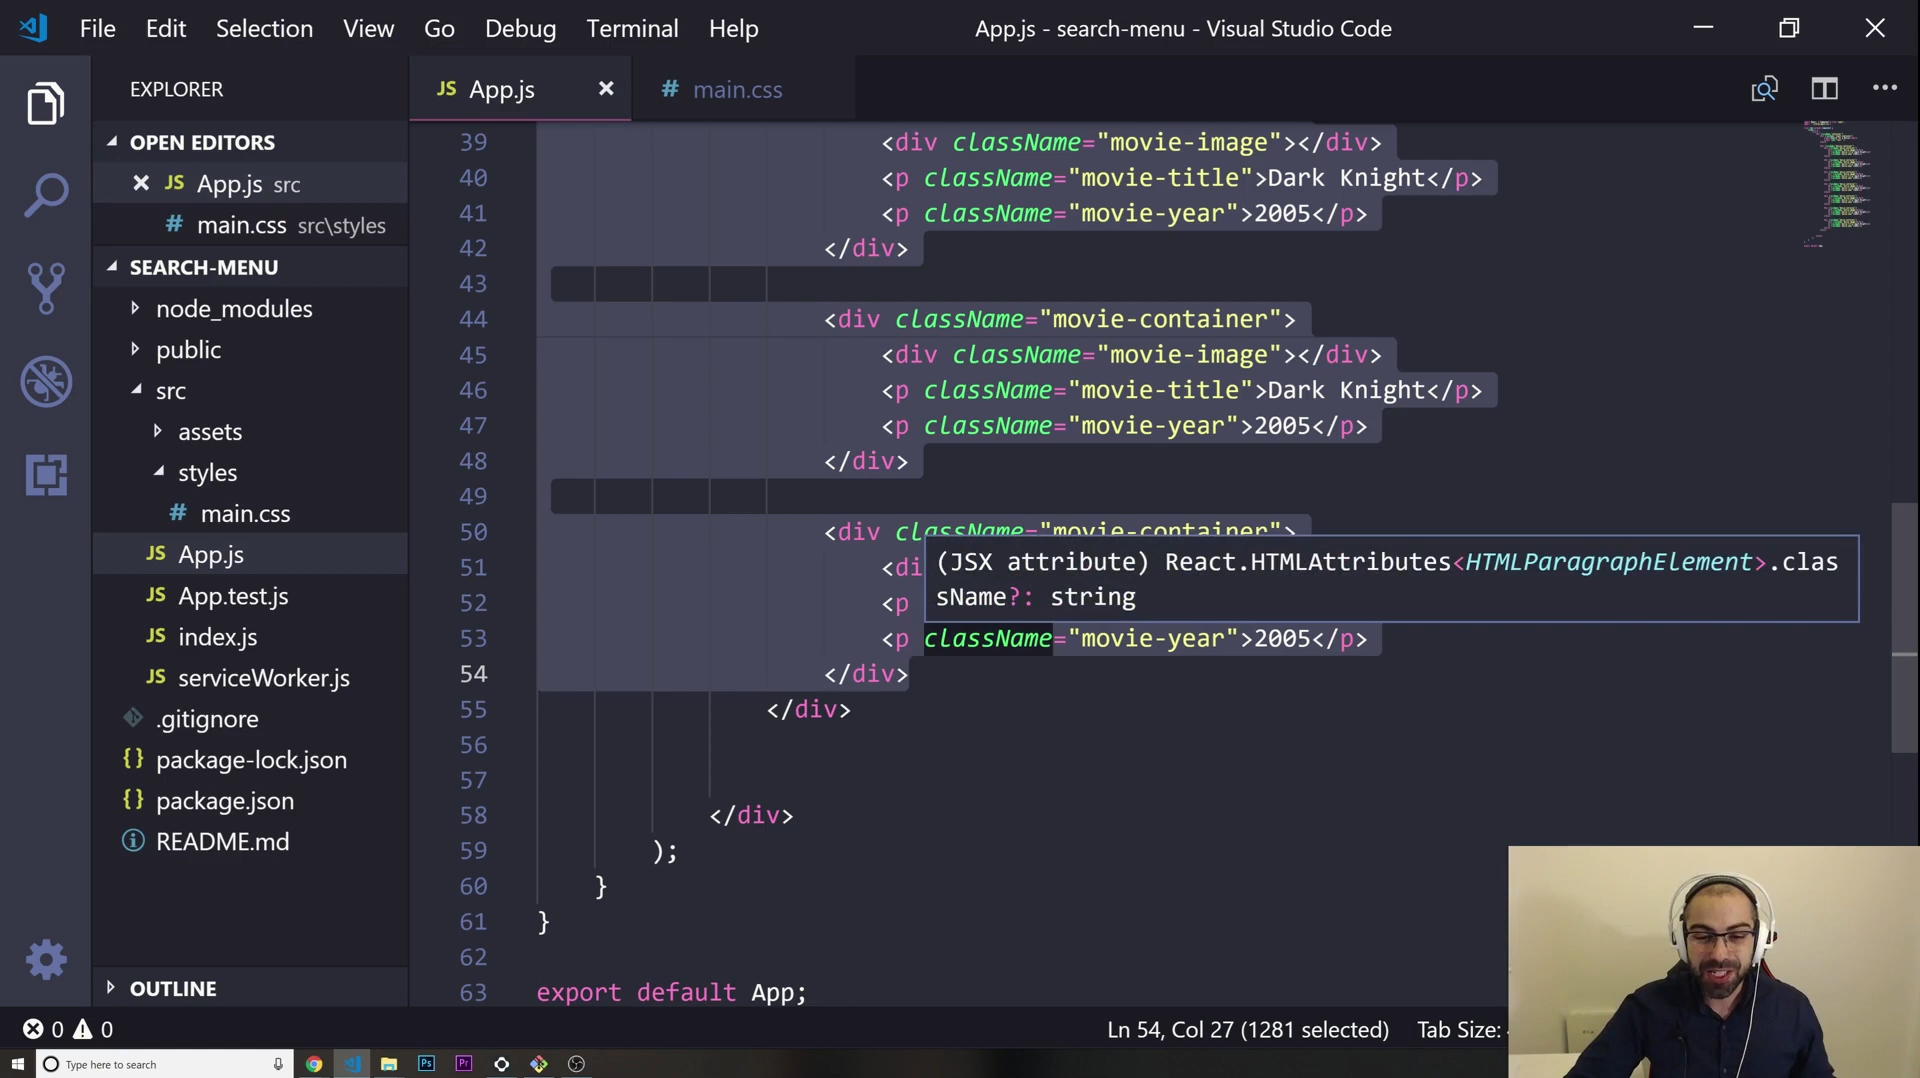 File Edit Selection View Go Debug Terminal Help App.js - search-menu - Visual Studio Code
EXPLORER
JS App.js
# main.css
OPEN EDITORS
JS App.js src
# main.css src\styles
SEARCH-MENU
node_modules
public
src
assets
styles
# main.css
JS App.js
JS App.test.js
JS index.js
JS serviceWorker.js
.gitignore
{} package-lock.json
{} package.json
README.md
OUTLINE
39 <div className="movie-image"></div>
40 <p className="movie-title">Dark Knight</p>
41 <p className="movie-year">2005</p>
42 </div>
43
44 <div className="movie-container">
45 <div className="movie-image"></div>
46 <p className="movie-title">Dark Knight</p>
47 <p className="movie-year">2005</p>
48 </div>
49
50 <div className="movie-container">
51 <di
(JSX attribute) React.HTMLAttributes<HTMLParagraphElement>.clas
sName?: string
52 <p
53 <p className="movie-year">2005</p>
54 </div>
55 </div>
56
57
58 </div>
59 );
60 }
61 }
62
63 export default App;
0 0 Ln 54, Col 27 (1281 selected) Tab Size:
Type here to search Ps Pr